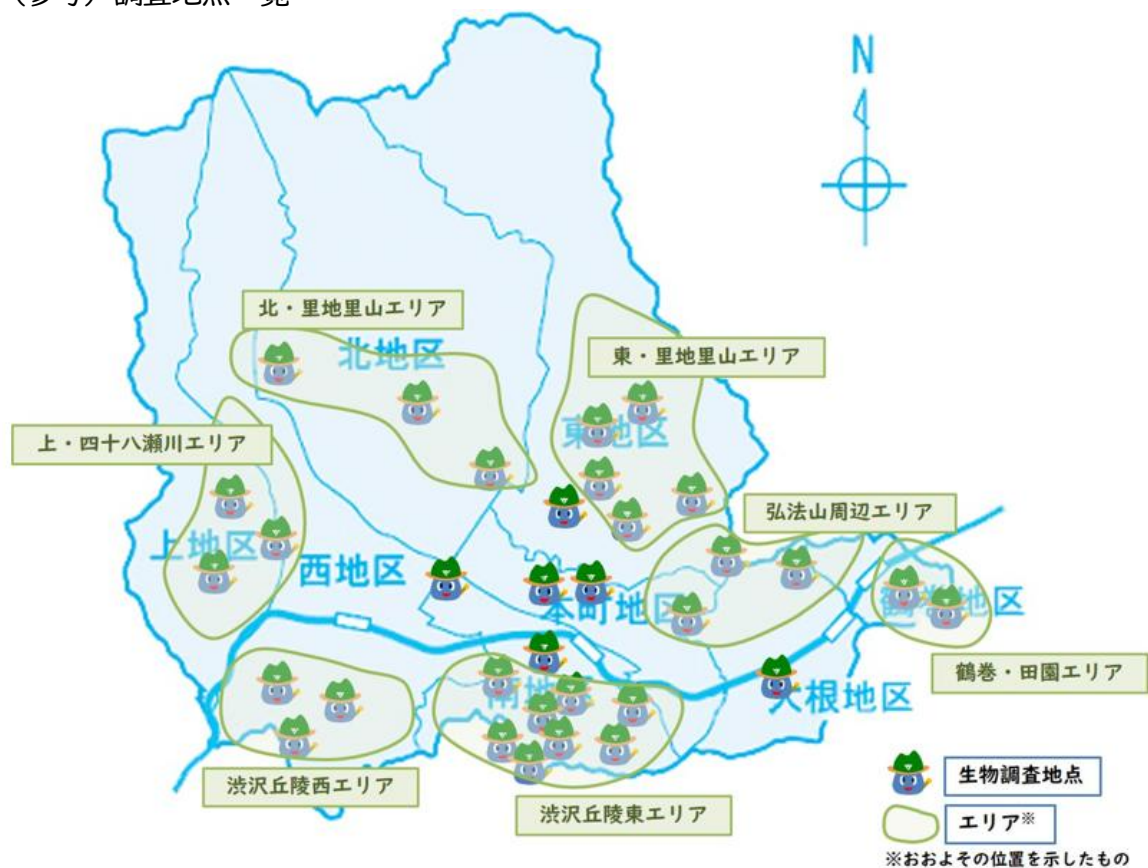 （参考）調査地点一覧
N
北・里地里山エリア
北地区
東・里地里山エリア
東地区
上・四十八瀬川エリア
上地区
西地区
弘法山周辺エリア
本町地区
鶴巻地区
鶴巻・田園エリア
南地区
大根地区
渋沢丘陵西エリア
渋沢丘陵東エリア
生物調査地点
エリア※
※おおよその位置を示したもの